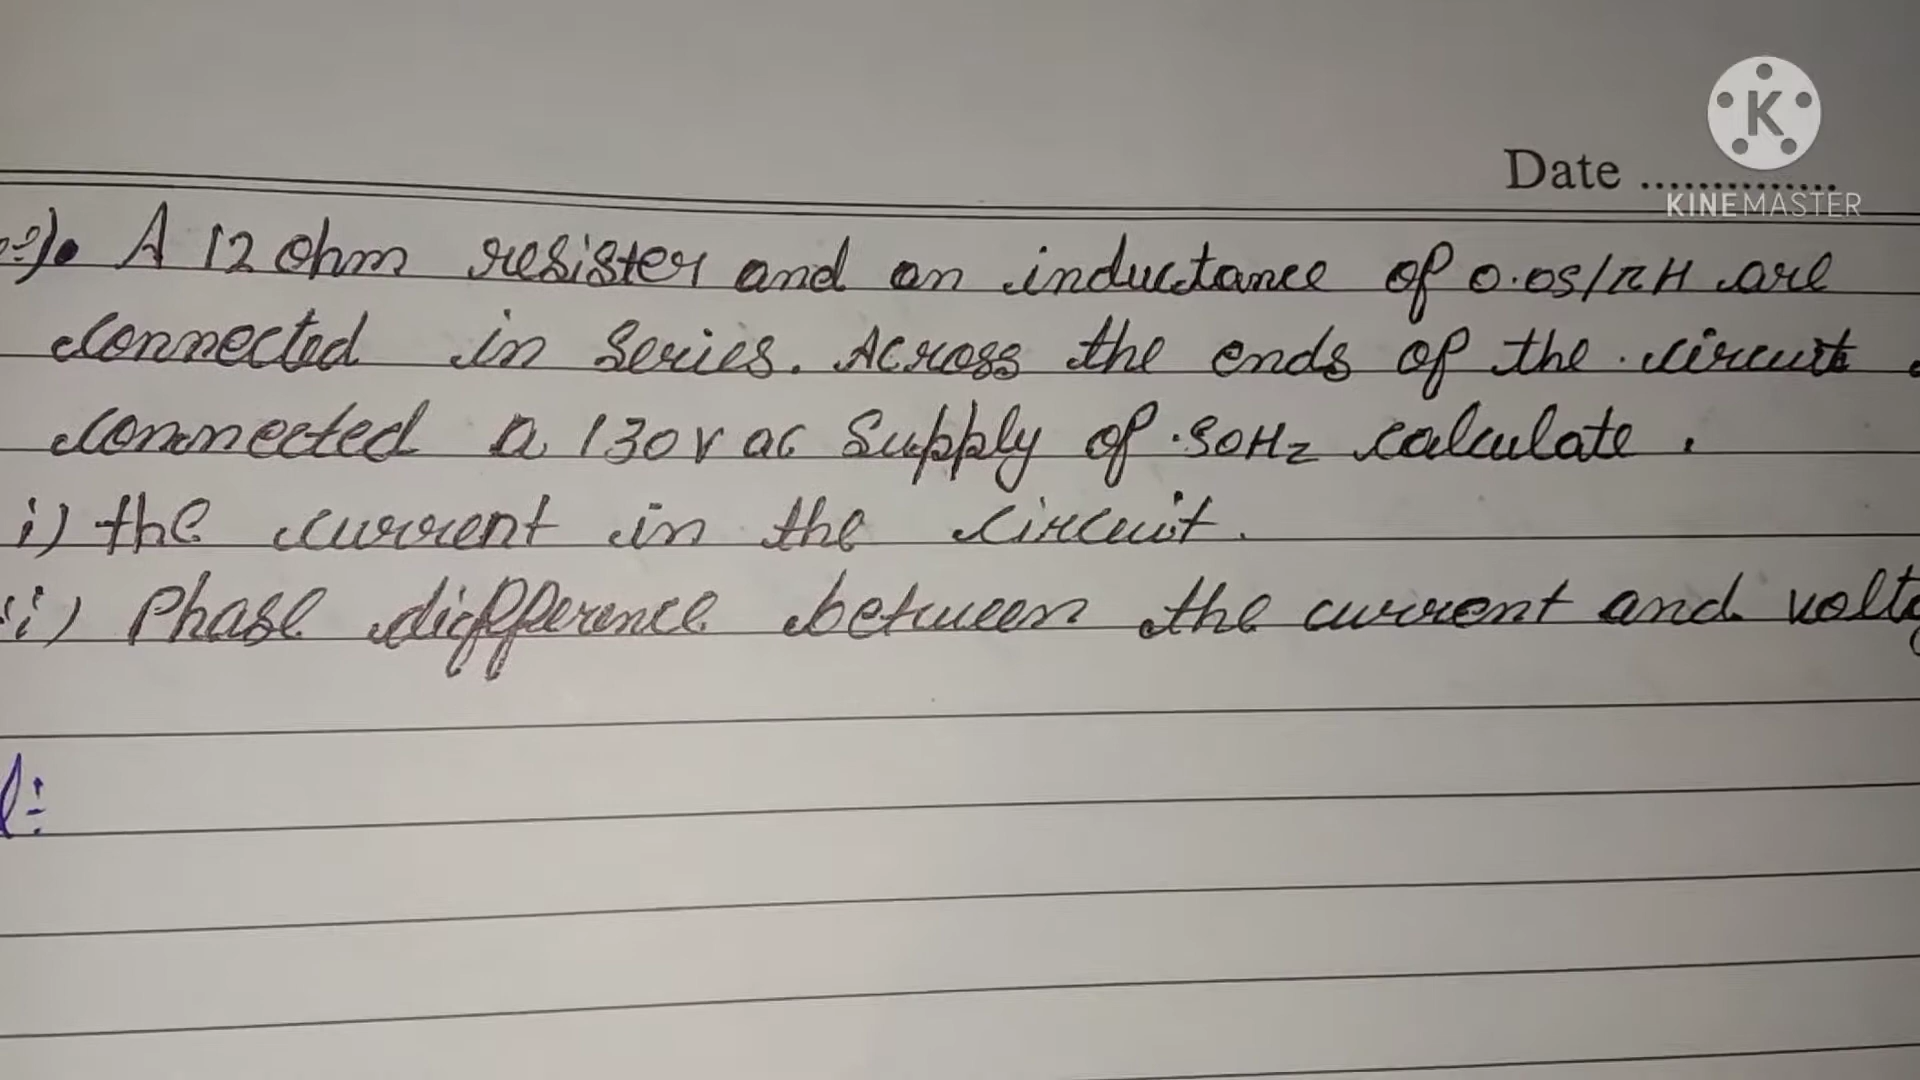 Date ..............
KINEMASTER
A 12 ohm resister and an inductance of 0.05/π H are
connected in Series. Across the ends of the circuit
connected a 130v ac Supply of 50Hz calculate.
i) the current in the circuit.
ii) Phase difference between the current and volta
l: